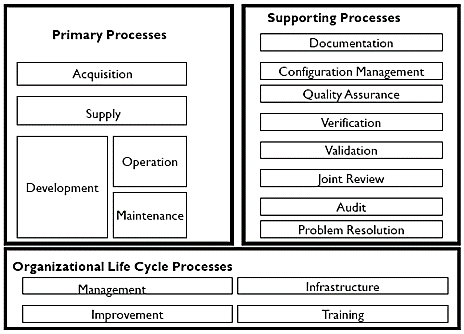 Primary Processes
Acquisition
Supply
Development
Operation
Maintenance
Supporting Processes
Documentation
Configuration Management
Quality Assurance
Verification
Validation
Joint Review
Audit
Problem Resolution
Organizational Life Cycle Processes
Management
Infrastructure
Improvement
Training